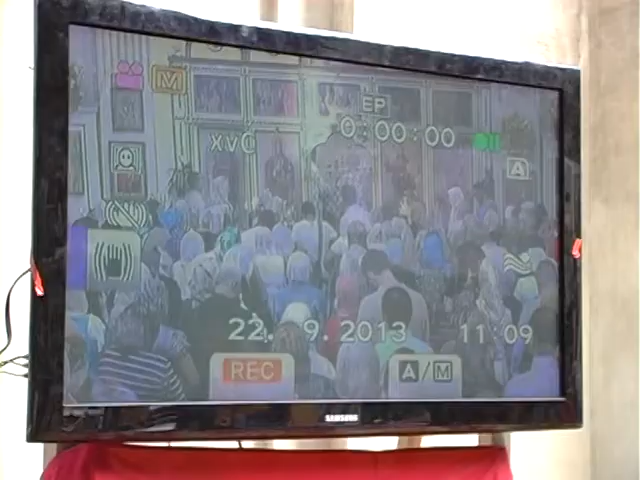 M
EP
0:00:00
XVC
A
22. 9.2013 11:09
REC
A/M
SAMSUNG